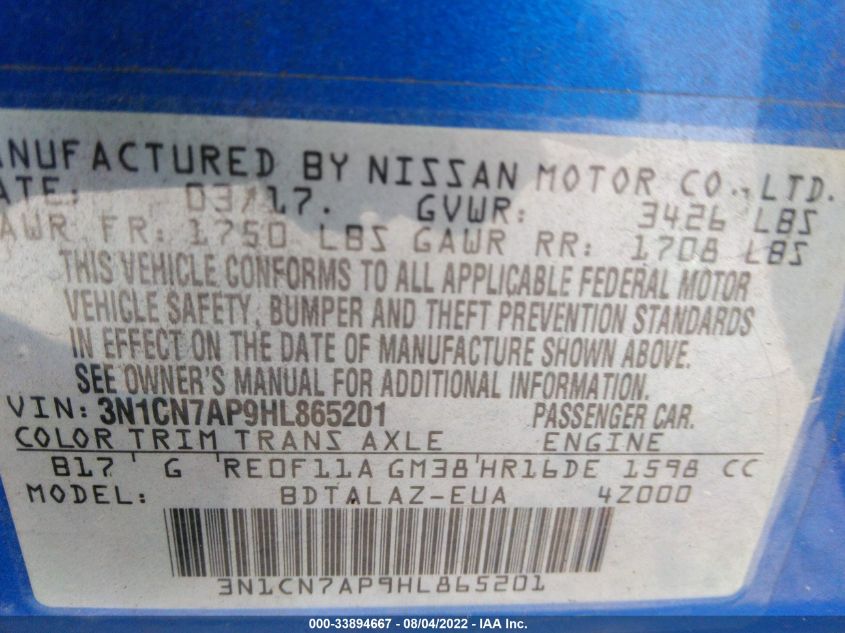 ANUFACTURED BY NISSAN MOTOR CO., LTD.
ATE: 03/17. GVWR: 3426 LBS
AWR FR: 1750 LBS GAWR RR: 1708 LBS
THIS VEHICLE CONFORMS TO ALL APPLICABLE FEDERAL MOTOR
VEHICLE SAFETY, BUMPER AND THEFT PREVENTION STANDARDS
IN EFFECT ON THE DATE OF MANUFACTURE SHOWN ABOVE.
SEE OWNER'S MANUAL FOR ADDITIONAL INFORMATION
VIN: 3N1CN7AP9HL865201 PASSENGER CAR.
COLOR TRIM TRANS AXLE ENGINE
B17 G RE0F11A GM38 HR16DE 1598 CC
MODEL: BDTALAZ-EUA 4Z000
3N1CN7AP9HL865201
000-33894667 - 08/04/2022 - IAA Inc.